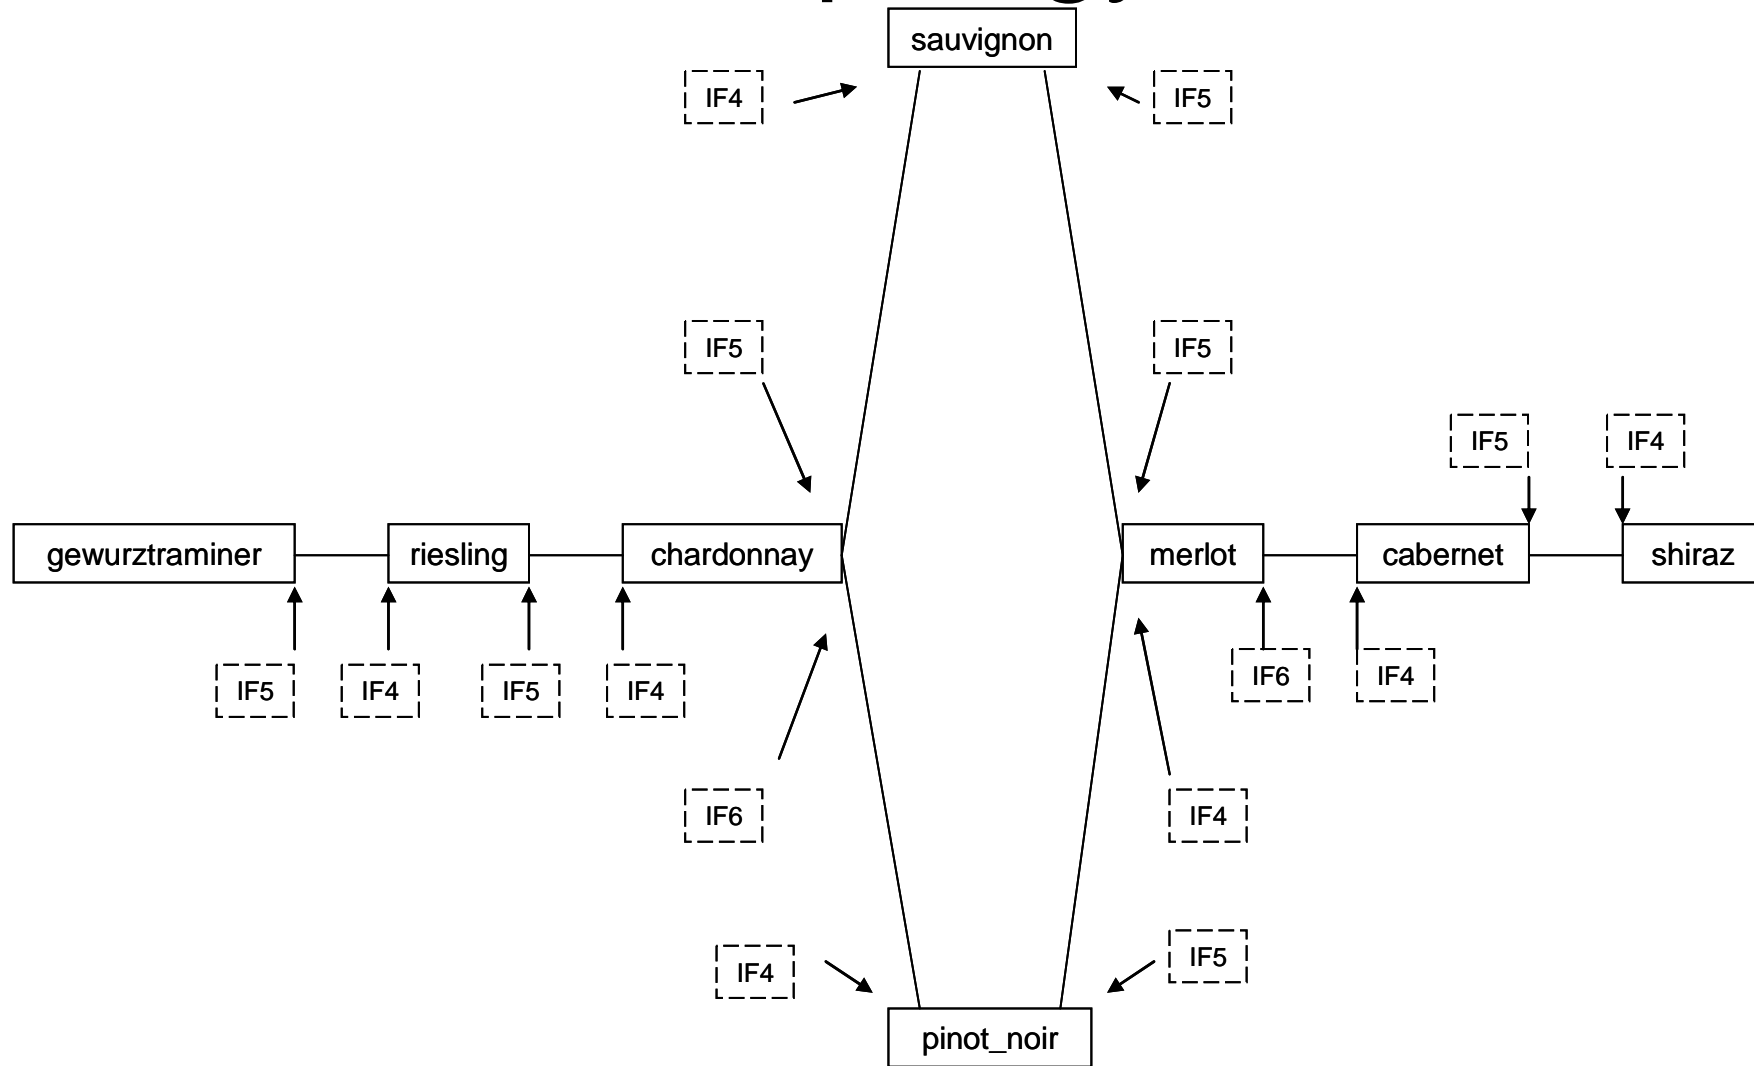 sauvignon
IF4
IF5
IF5
IF5
IF5
IF4
gewurztraminer
riesling
chardonnay
merlot
cabernet
shiraz
IF5
IF4
IF5
IF4
IF6
IF4
IF6
IF4
IF4
IF5
pinot_noir